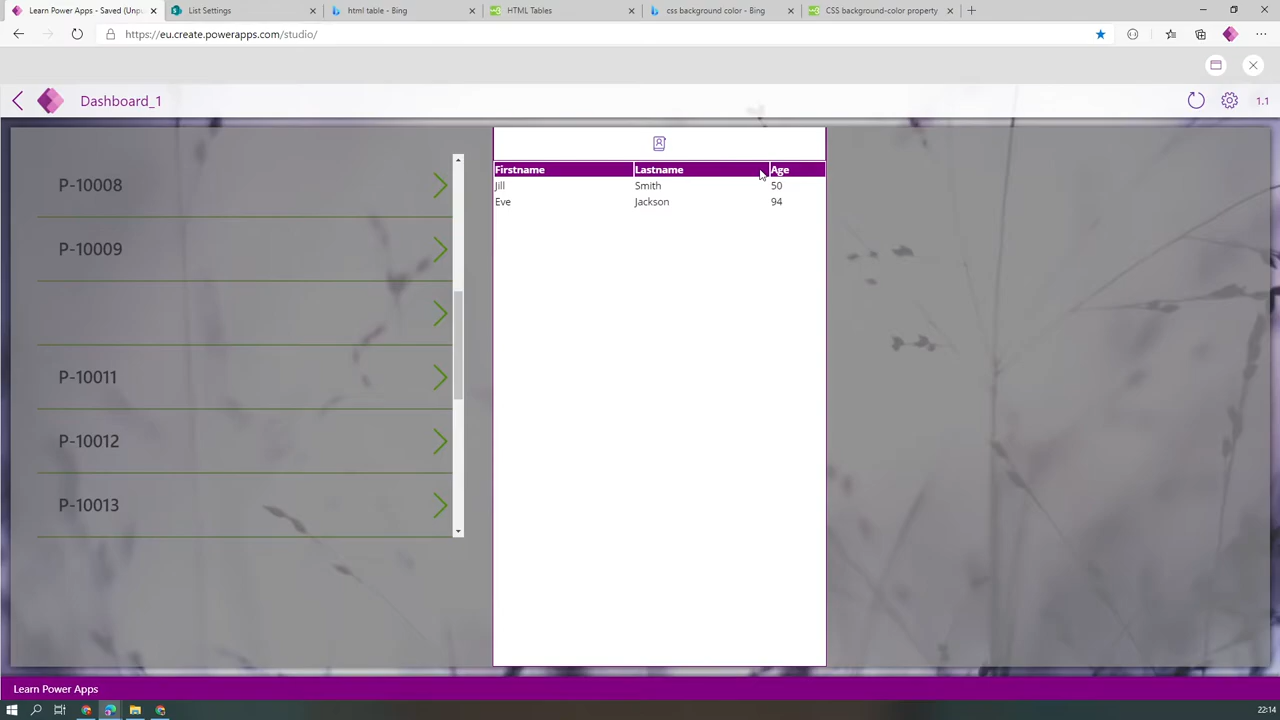 Learn Power Apps - Saved (Unpu
List Settings
html table - Bing
HTML Tables
css background color - Bing
CSS background-color property
https://eu.create.powerapps.com/studio/
Dashboard_1
1.1
P-10008
P-10009
P-10011
P-10012
P-10013
Firstname Lastname Age
Jill Smith 50
Eve Jackson 94
Learn Power Apps
22:14